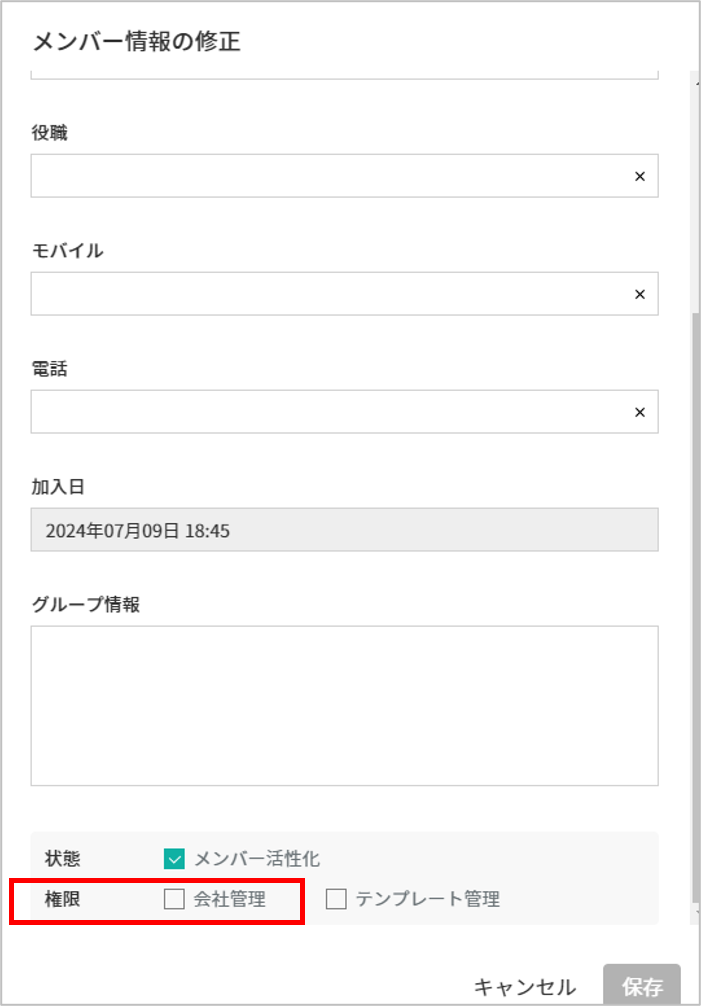 メンバー情報の修正
役職
×
モバイル
×
電話
×
加入日
2024年07月09日 18:45
グループ情報
状態 メンバー活性化
権限 会社管理 テンプレート管理
キャンセル 保存